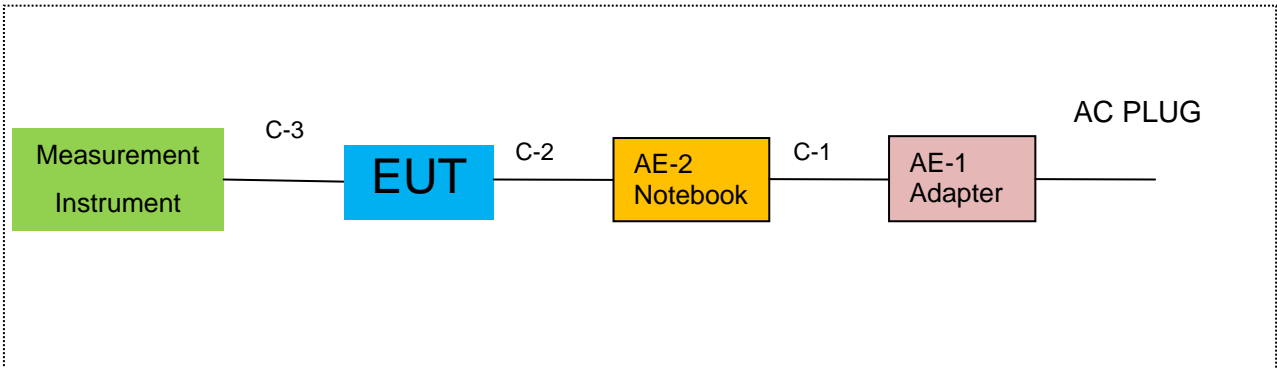 AC PLUG
C-3
C-2
C-1
Measurement
Instrument
EUT
AE-2
Notebook
AE-1
Adapter